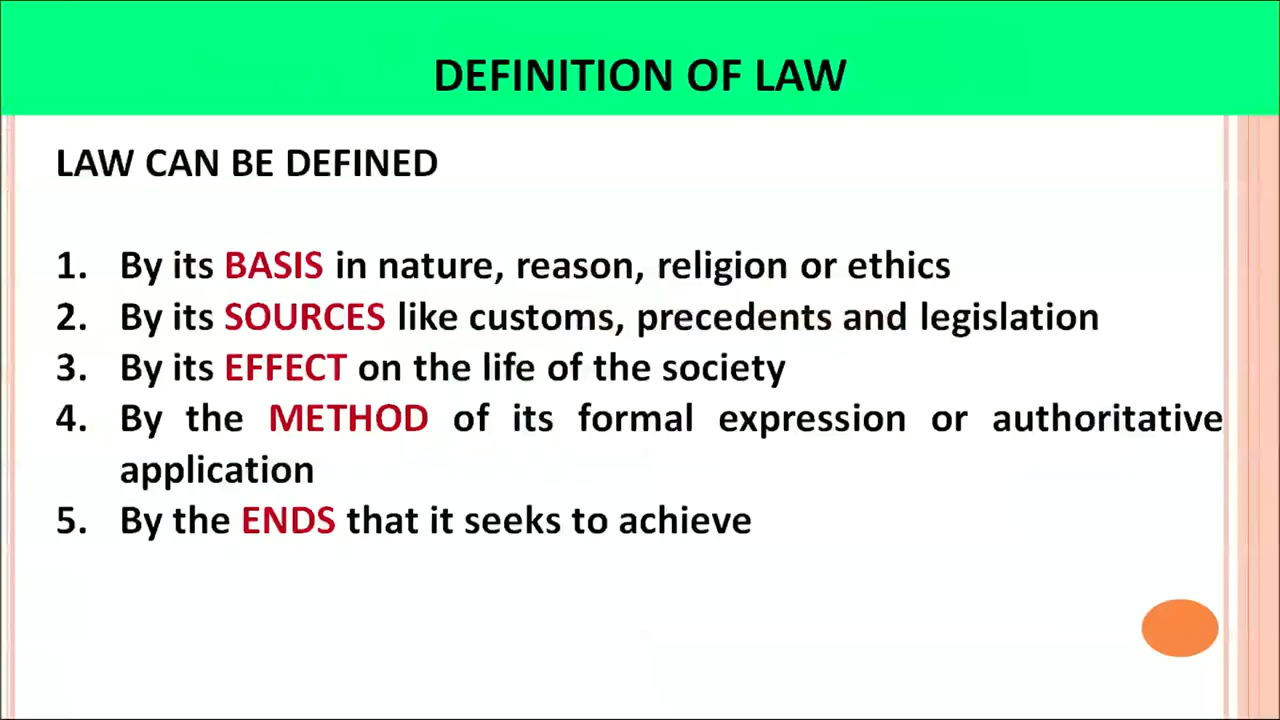 DEFINITION OF LAW
LAW CAN BE DEFINED
1. By its BASIS in nature, reason, religion or ethics
2. By its SOURCES like customs, precedents and legislation
3. By its EFFECT on the life of the society
4. By the METHOD of its formal expression or authoritative
application
5. By the ENDS that it seeks to achieve